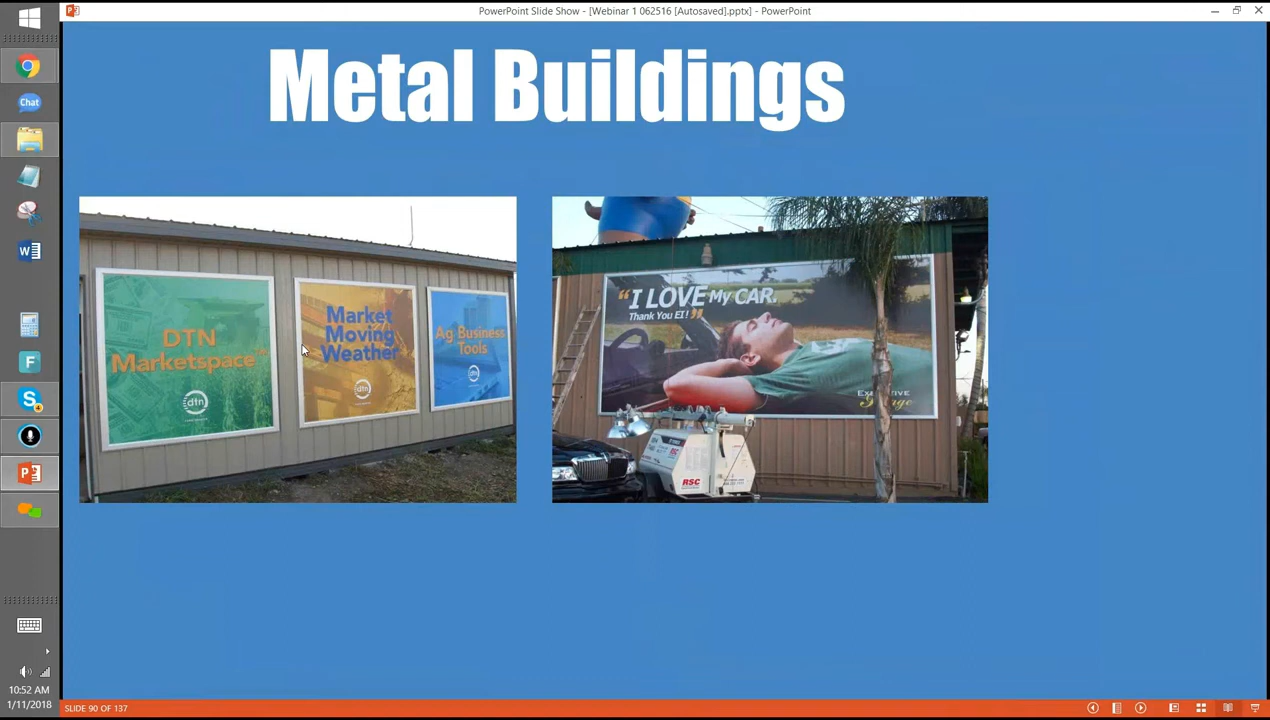 PowerPoint Slide Show - [Webinar 1 062516 [Autosaved].pptx] - PowerPoint
Metal Buildings
Chat
DTN
Marketspace
dtn
Market
Moving
Weather
dtn
Ag Business
Tools
dtn
"I LOVE My CAR.
Thank You EI!"
RSC
10:52 AM
1/11/2018
SLIDE 90 OF 137